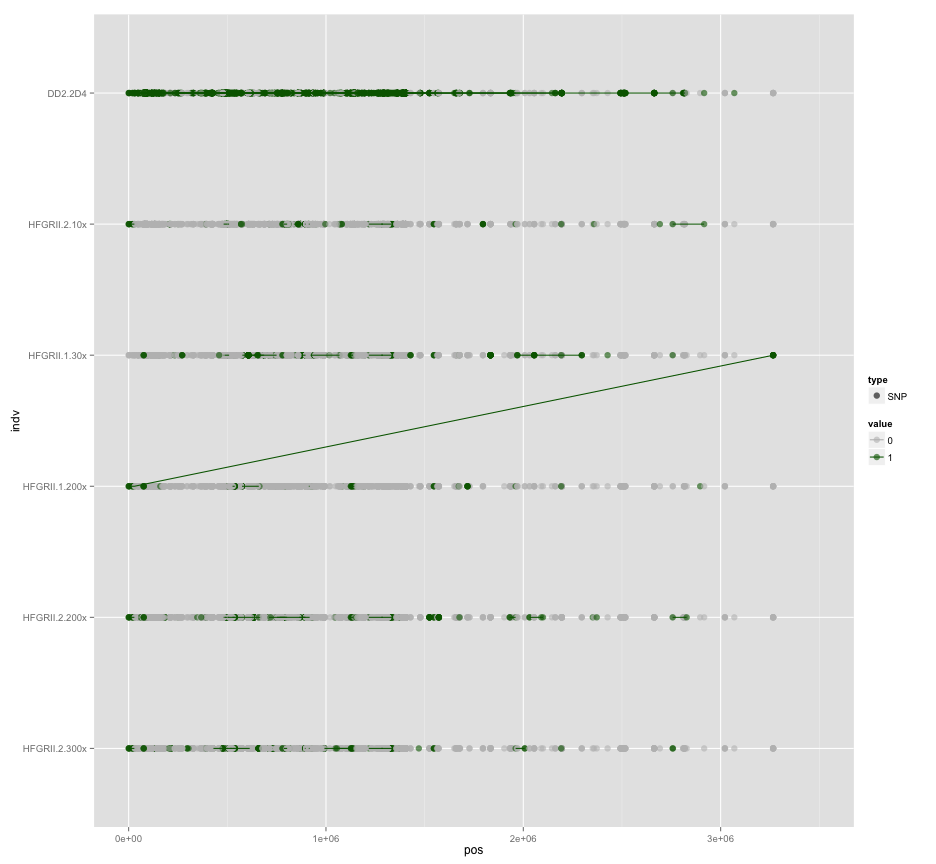 DD2.2D4
HFGRII.2.10x
HFGRII.1.30x
HFGRII.1.200x
HFGRII.2.200x
HFGRII.2.300x
indv
0e+00
1e+06
2e+06
3e+06
pos
type
SNP
value
0
1